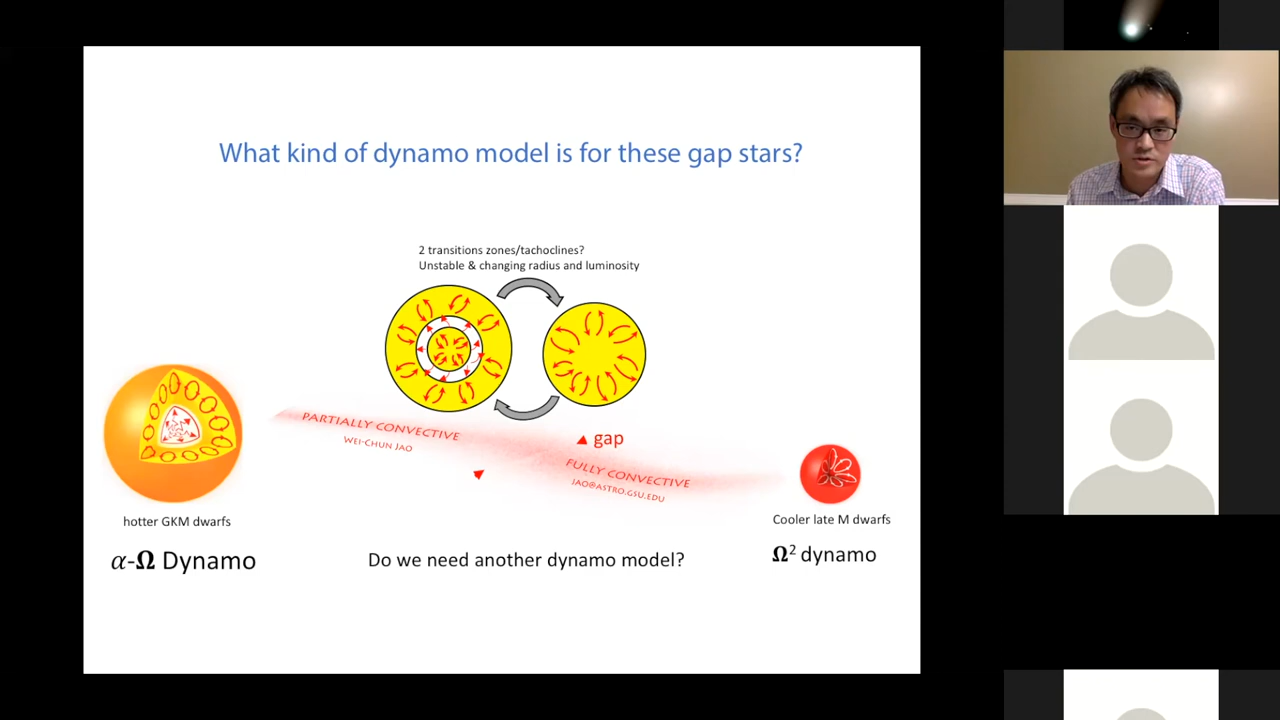 What kind of dynamo model is for these gap stars?
2 transitions zones/tachoclines?
Unstable & changing radius and luminosity
PARTIALLY CONVECTIVE
WEI-CHUN JAO
gap
FULLY CONVECTIVE
JAO@ASTRO.GSU.EDU
hotter GKM dwarfs
Cooler late M dwarfs
α-Ω Dynamo
Do we need another dynamo model?
Ω² dynamo